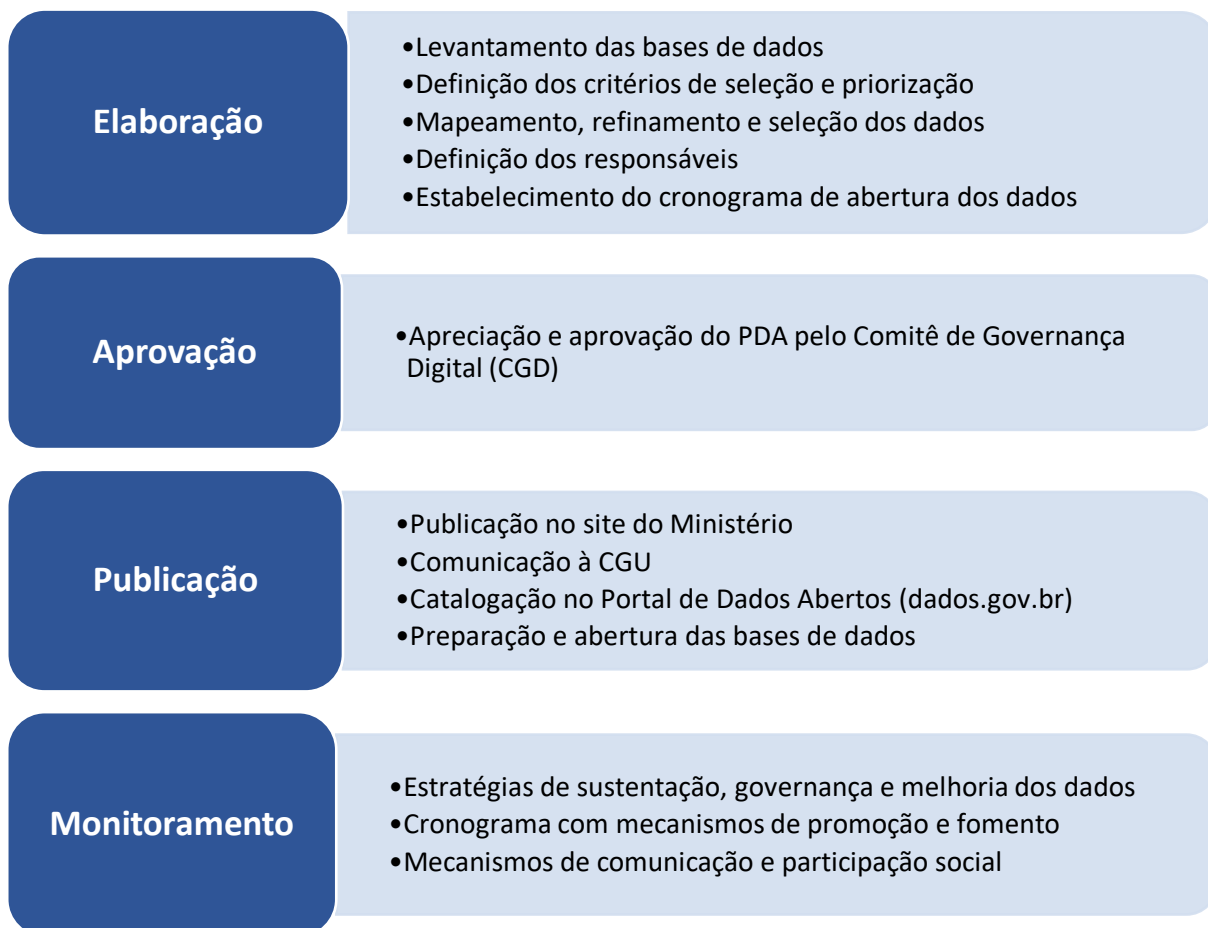 Elaboração
•Levantamento das bases de dados
•Definição dos critérios de seleção e priorização
•Mapeamento, refinamento e seleção dos dados
•Definição dos responsáveis
•Estabelecimento do cronograma de abertura dos dados
Aprovação
•Apreciação e aprovação do PDA pelo Comitê de Governança
Digital (CGD)
Publicação
•Publicação no site do Ministério
•Comunicação à CGU
•Catalogação no Portal de Dados Abertos (dados.gov.br)
•Preparação e abertura das bases de dados
Monitoramento
•Estratégias de sustentação, governança e melhoria dos dados
•Cronograma com mecanismos de promoção e fomento
•Mecanismos de comunicação e participação social